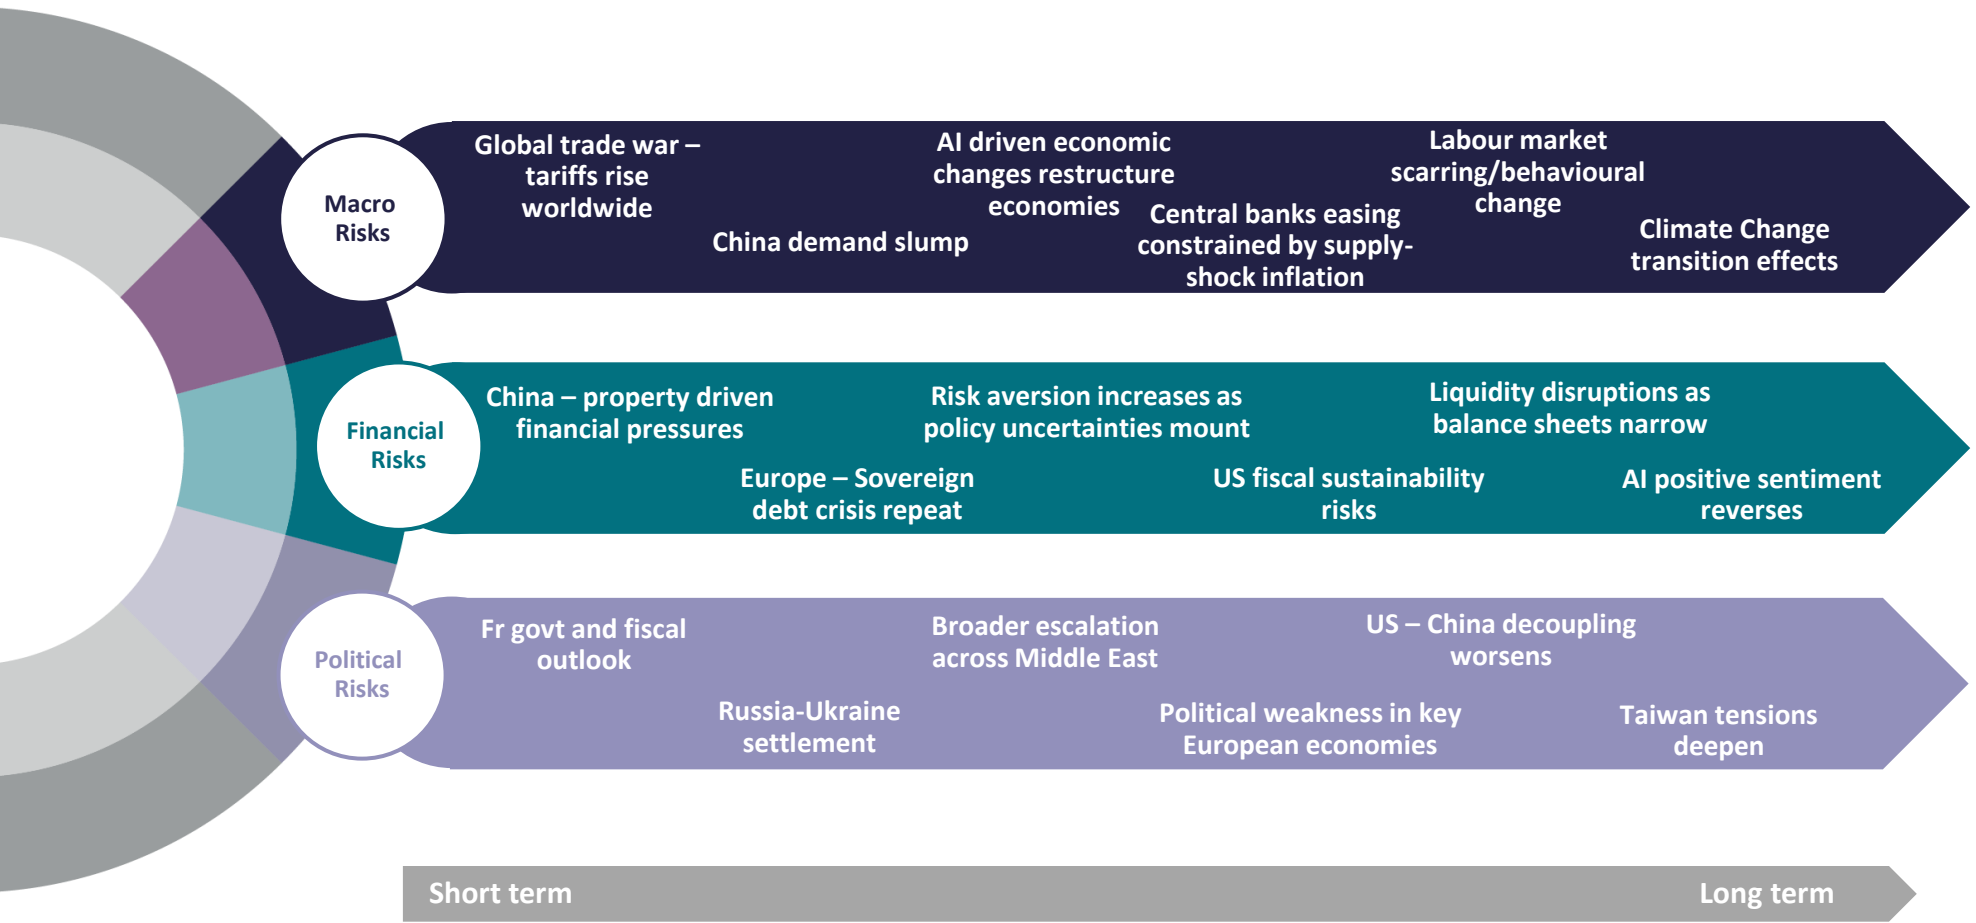 Macro
Risks
Global trade war –
tariffs rise
worldwide
China demand slump
AI driven economic
changes restructure
economies
Central banks easing
constrained by supply-
shock inflation
Labour market
scarring/behavioural
change
Climate Change
transition effects
Financial
Risks
China – property driven
financial pressures
Europe – Sovereign
debt crisis repeat
Risk aversion increases as
policy uncertainties mount
US fiscal sustainability
risks
Liquidity disruptions as
balance sheets narrow
AI positive sentiment
reverses
Political
Risks
Fr govt and fiscal
outlook
Russia-Ukraine
settlement
Broader escalation
across Middle East
Political weakness in key
European economies
US – China decoupling
worsens
Taiwan tensions
deepen
Short term
Long term